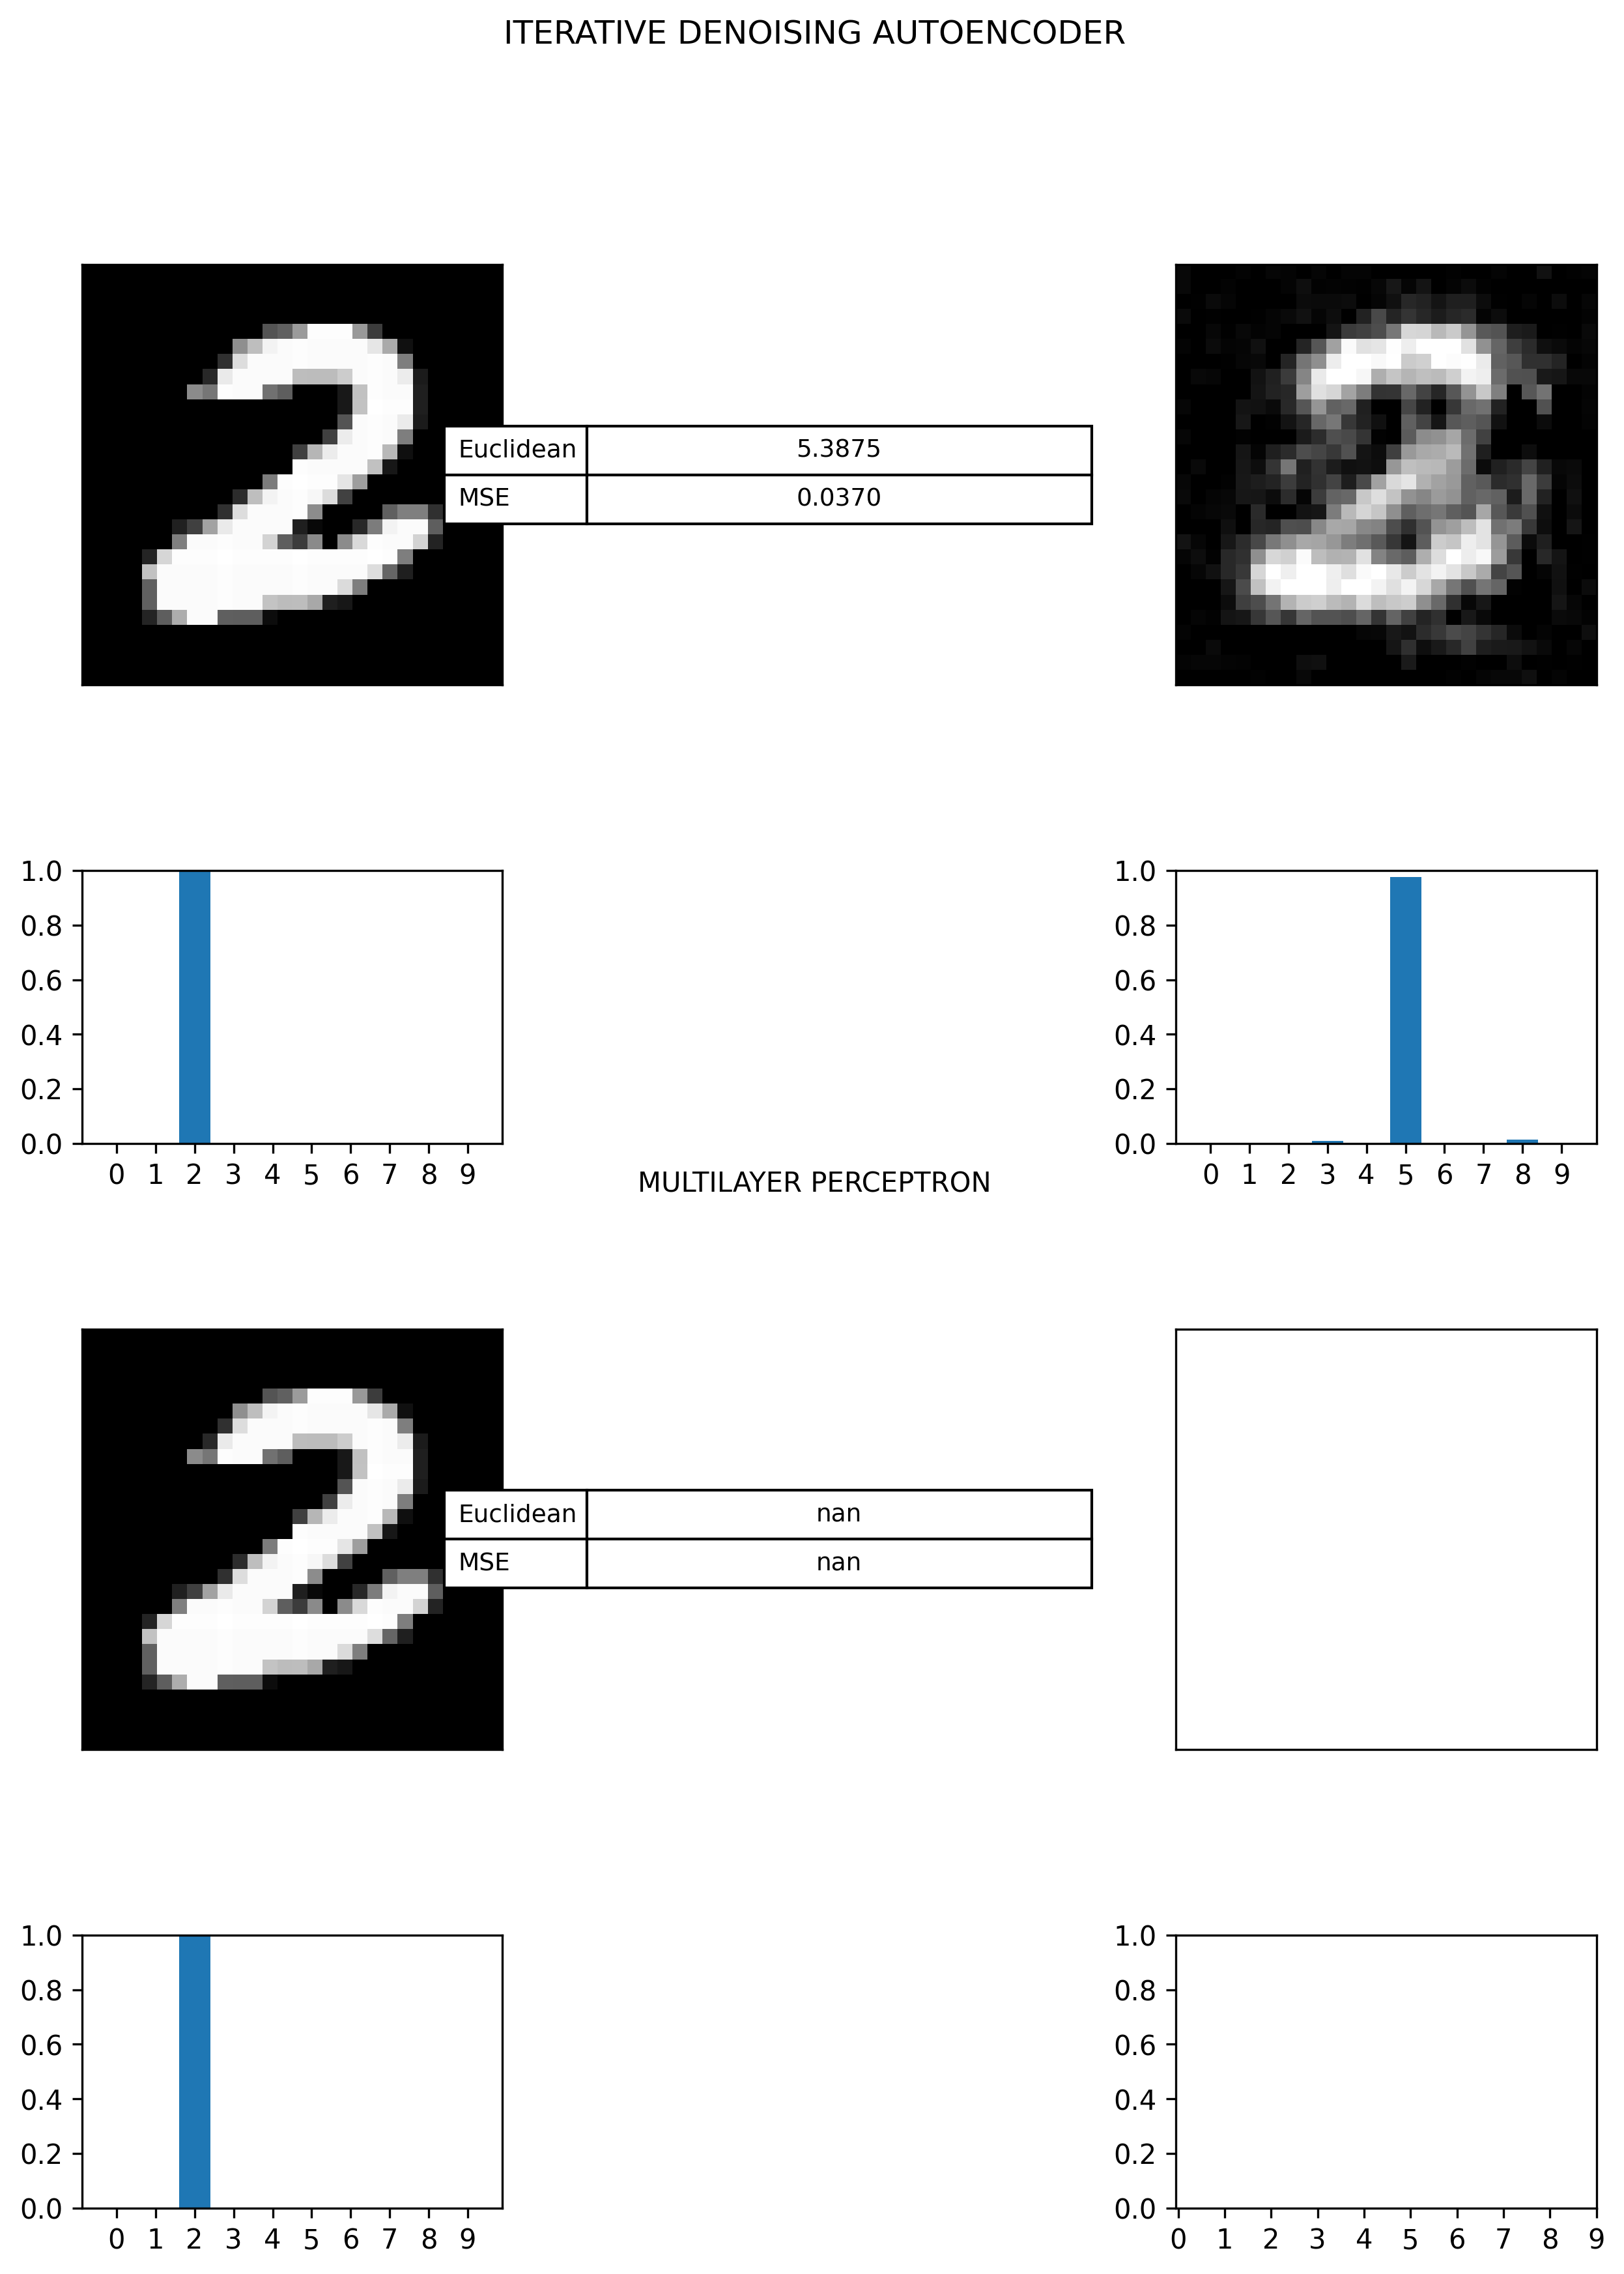 ITERATIVE DENOISING AUTOENCODER
Euclidean 5.3875
MSE 0.0370
1.0 1.0
0.8 0.8
0.6 0.6
0.4 0.4
0.2 0.2
0.0 0.0
0 1 2 3 4 5 6 7 8 9 0 1 2 3 4 5 6 7 8 9
MULTILAYER PERCEPTRON
Euclidean nan
MSE nan
1.0 1.0
0.8 0.8
0.6 0.6
0.4 0.4
0.2 0.2
0.0 0.0
0 1 2 3 4 5 6 7 8 9 0 1 2 3 4 5 6 7 8 9